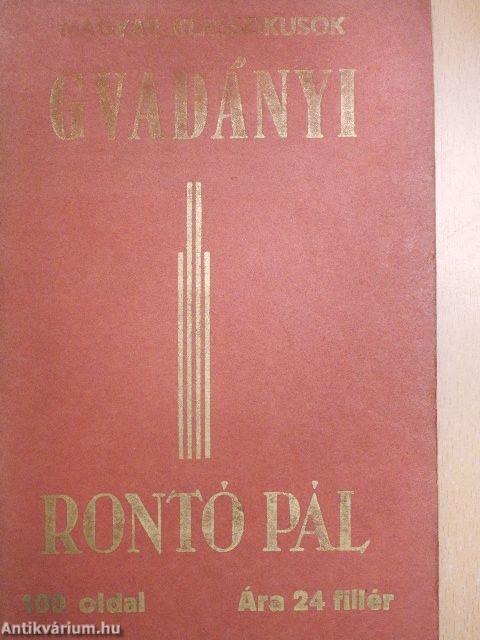 MAGYAR KLASSZIKUSOK
GVADÁNYI
RONTÓ PÁL
100 oldal Ára 24 fillér
Antikvárium.hu